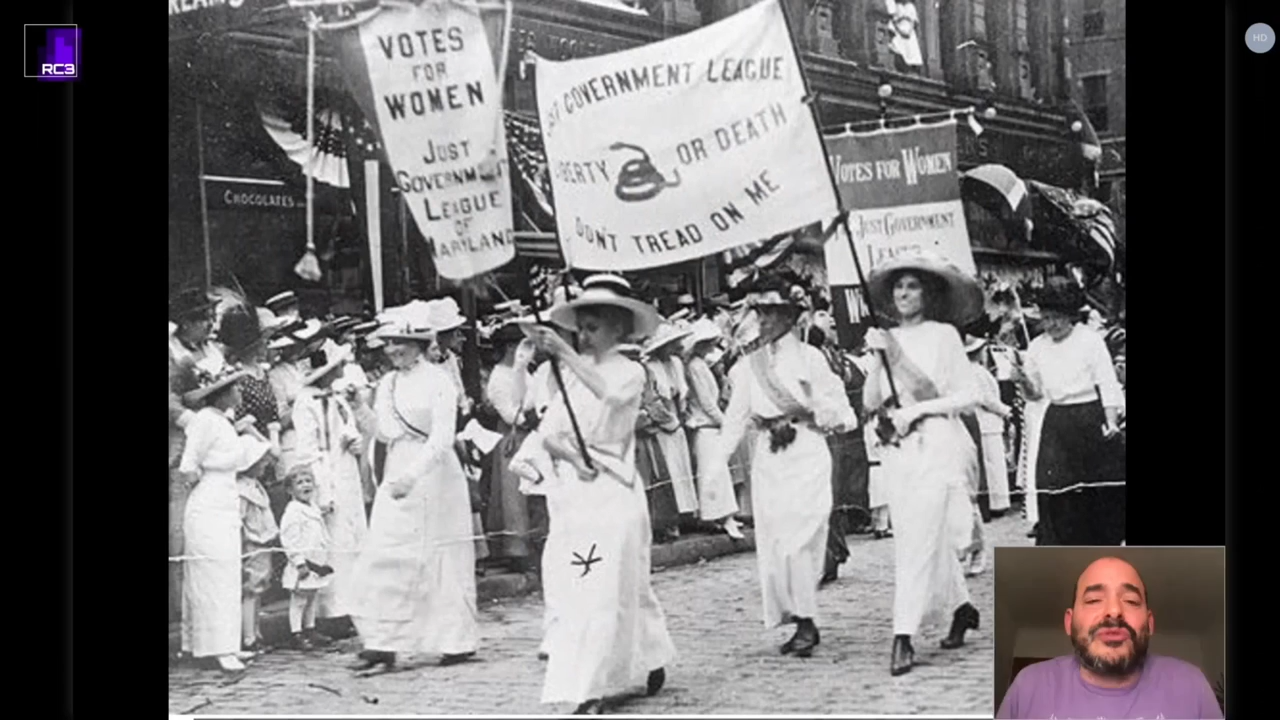 RC3
HD
VOTES
FOR
WOMEN
JUST
GOVERNMENT
LEAGUE
OF
MARYLAND
CHOCOLATES
GOVERNMENT LEAGUE
OR DEATH
DON'T TREAD ON ME
VOTES FOR WOMEN
JUST GOVERNMENT